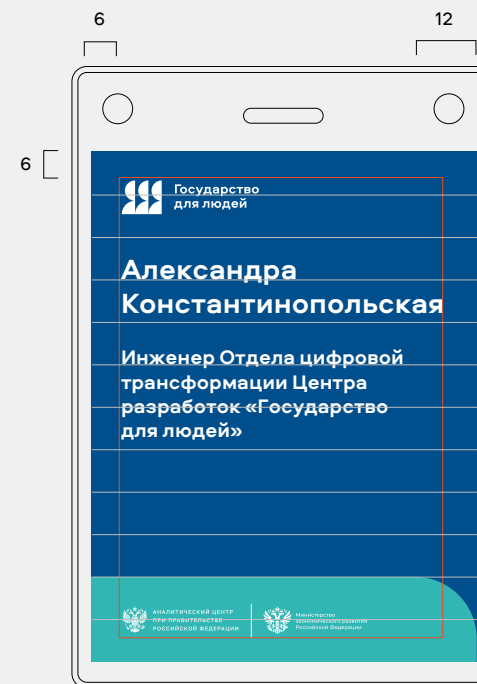 6
12
6
Государство
для людей
Александра
Константинопольская
Инженер Отдела цифровой
трансформации Центра
разработок «Государство
для людей»
АНАЛИТИЧЕСКИЙ ЦЕНТР
ПРИ ПРАВИТЕЛЬСТВЕ
РОССИЙСКОЙ ФЕДЕРАЦИИ
Министерство
экономического развития
Российской Федерации